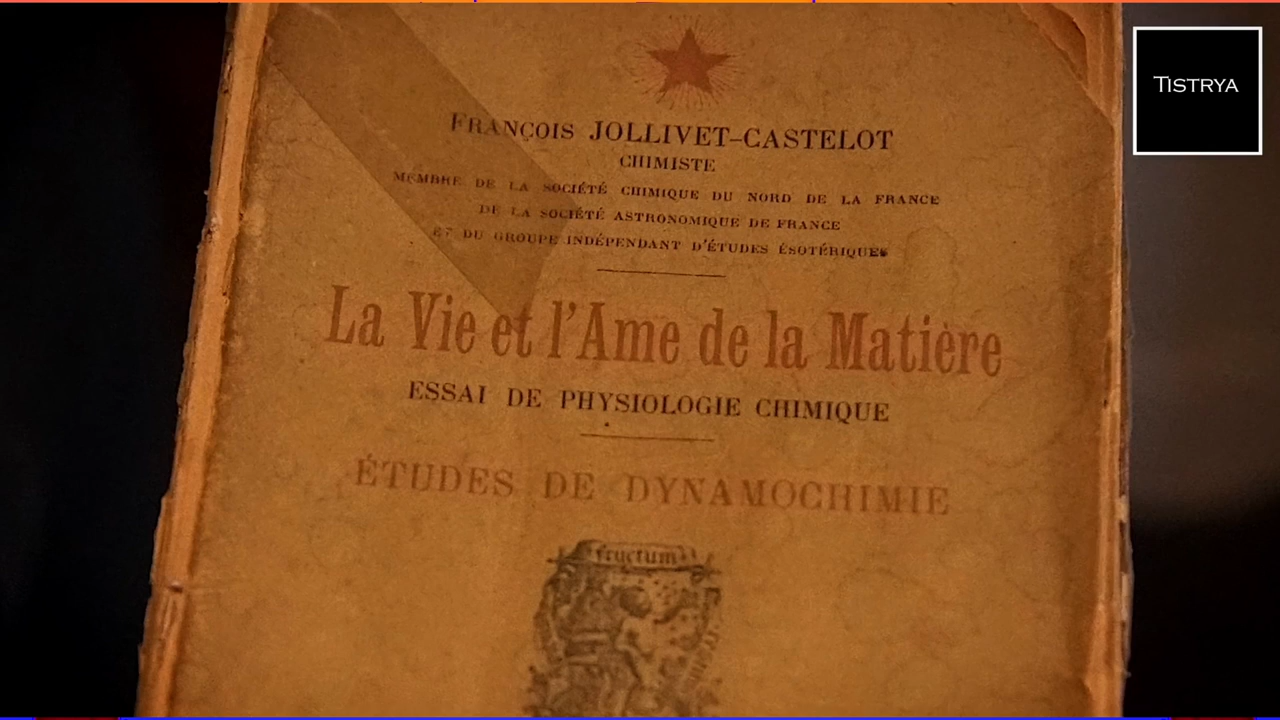 FRANÇOIS JOLLIVET-CASTELOT
CHIMISTE
MEMBRE DE LA SOCIÉTÉ CHIMIQUE DU NORD DE LA FRANCE
DE LA SOCIÉTÉ ASTRONOMIQUE DE FRANCE
ET DU GROUPE INDÉPENDANT D'ÉTUDES ÉSOTÉRIQUES
La Vie et l'Ame de la Matière
ESSAI DE PHYSIOLOGIE CHIMIQUE
ÉTUDES DE DYNAMOCHIMIE
fructum
TISTRYA